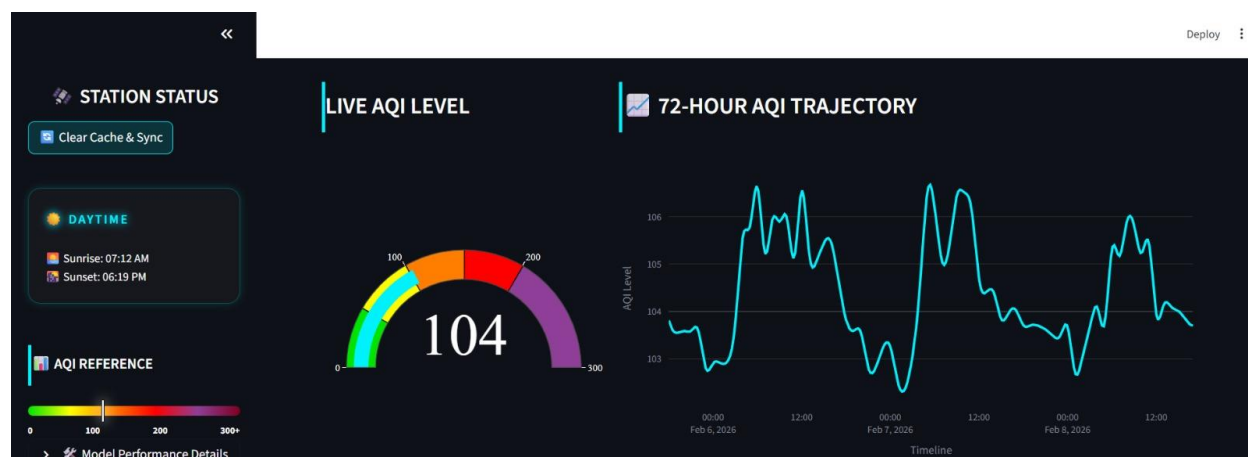 Deploy
STATION STATUS
Clear Cache & Sync
DAYTIME
Sunrise: 07:12 AM
Sunset: 06:19 PM
AQI REFERENCE
0 100 200 300+
Model Performance Details
LIVE AQI LEVEL
100 200
104
0 300
72-HOUR AQI TRAJECTORY
106
105
104
103
AQI Level
00:00 12:00 00:00 12:00 00:00 12:00
Feb 6, 2026 Feb 7, 2026 Feb 8, 2026
Timeline